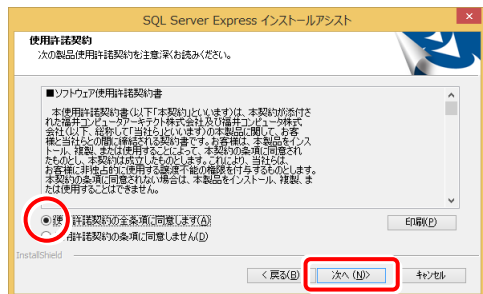 SQL Server Express インストールアシスト
使用許諾契約
次の製品使用許諾契約を注意深くお読みください。
■ソフトウェア使用許諾契約書
本使用許諾契約書(以下「本契約」といいます)は、本契約が添付さ
れた福井コンピュータアーキテクト株式会社及び福井コンピュータ株式
会社(以下、総称して「当社ら」といいます)の本製品に関して、お客
様と当社らとの間に締結される契約書です。お客様は、本製品をインス
トール、複製、または使用することによって、本契約の条項に同意され
たものとし、本契約は成立したものとします。これにより、当社らは、
お客様に非独占的に使用する譲渡不能の権限を付与するものとします。
本契約の条項に同意されない場合は、本製品をインストール、複製、ま
たは使用することはできません。
使用許諾契約の全条項に同意します(A)
印刷(P)
用許諾契約の条項に同意しません(D)
InstallShield
< 戻る(B)
次へ (N)>
キャンセル